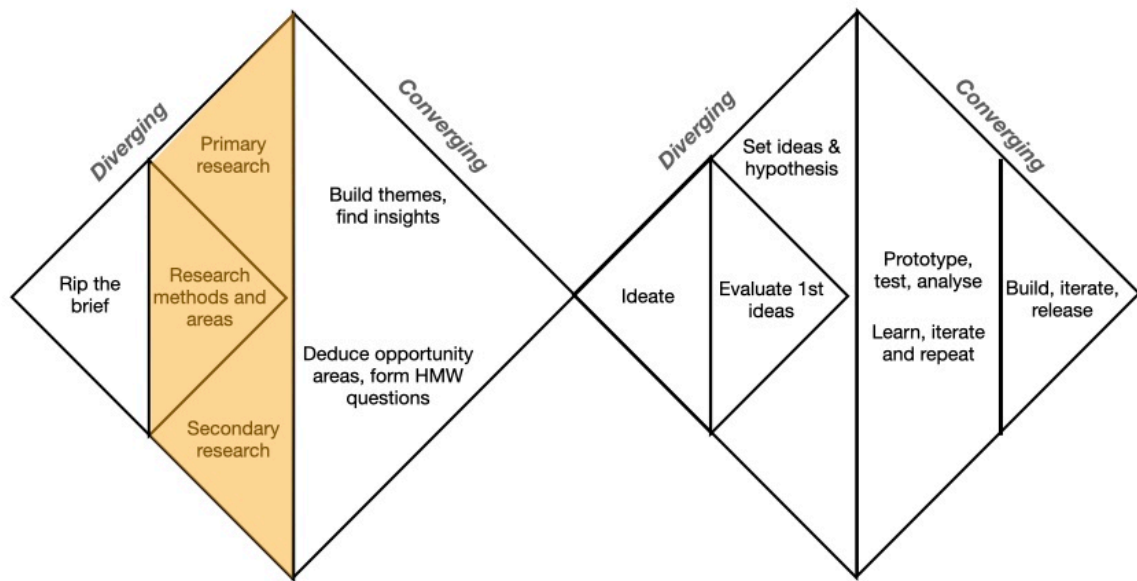 Diverging
Rip the
brief
Primary
research
Research
methods and
areas
Secondary
research
Converging
Build themes,
find insights
Deduce opportunity
areas, form HMW
questions
Diverging
Ideate
Set ideas &
hypothesis
Evaluate 1st
ideas
Converging
Prototype,
test, analyse
Learn, iterate
and repeat
Build, iterate,
release